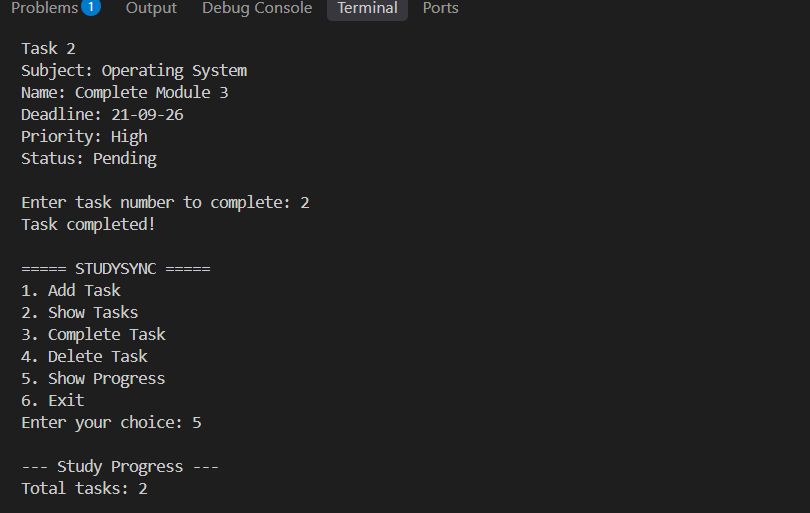 Problems 1 Output Debug Console Terminal Ports
Task 2
Subject: Operating System
Name: Complete Module 3
Deadline: 21-09-26
Priority: High
Status: Pending
Enter task number to complete: 2
Task completed!
===== STUDYSYNC =====
1. Add Task
2. Show Tasks
3. Complete Task
4. Delete Task
5. Show Progress
6. Exit
Enter your choice: 5
--- Study Progress ---
Total tasks: 2